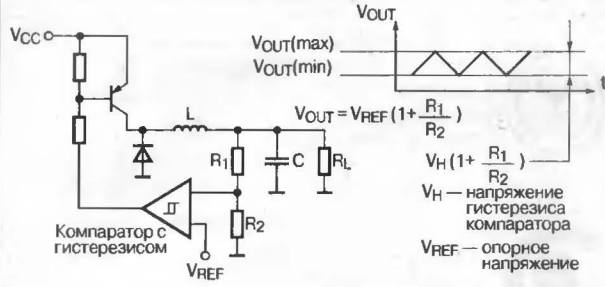 VCC
VOUT
VOUT(max)
VOUT(min)
t
L
VOUT = VREF (1+ R1/R2)
R1
C
RL
R2
VH (1+ R1/R2)
VH — напряжение
гистерезиса
компаратора
Компаратор с
гистерезисом
VREF
VREF — опорное
напряжение